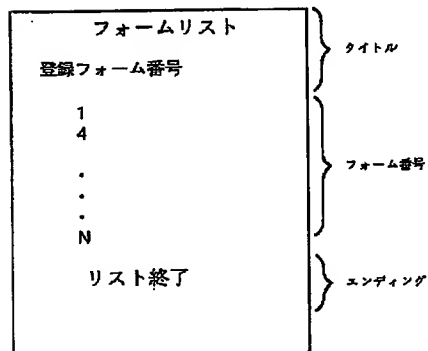 フォームリスト
タイトル
登録フォーム番号
1
4
フォーム番号
.
.
.
N
リスト終了
エンディング